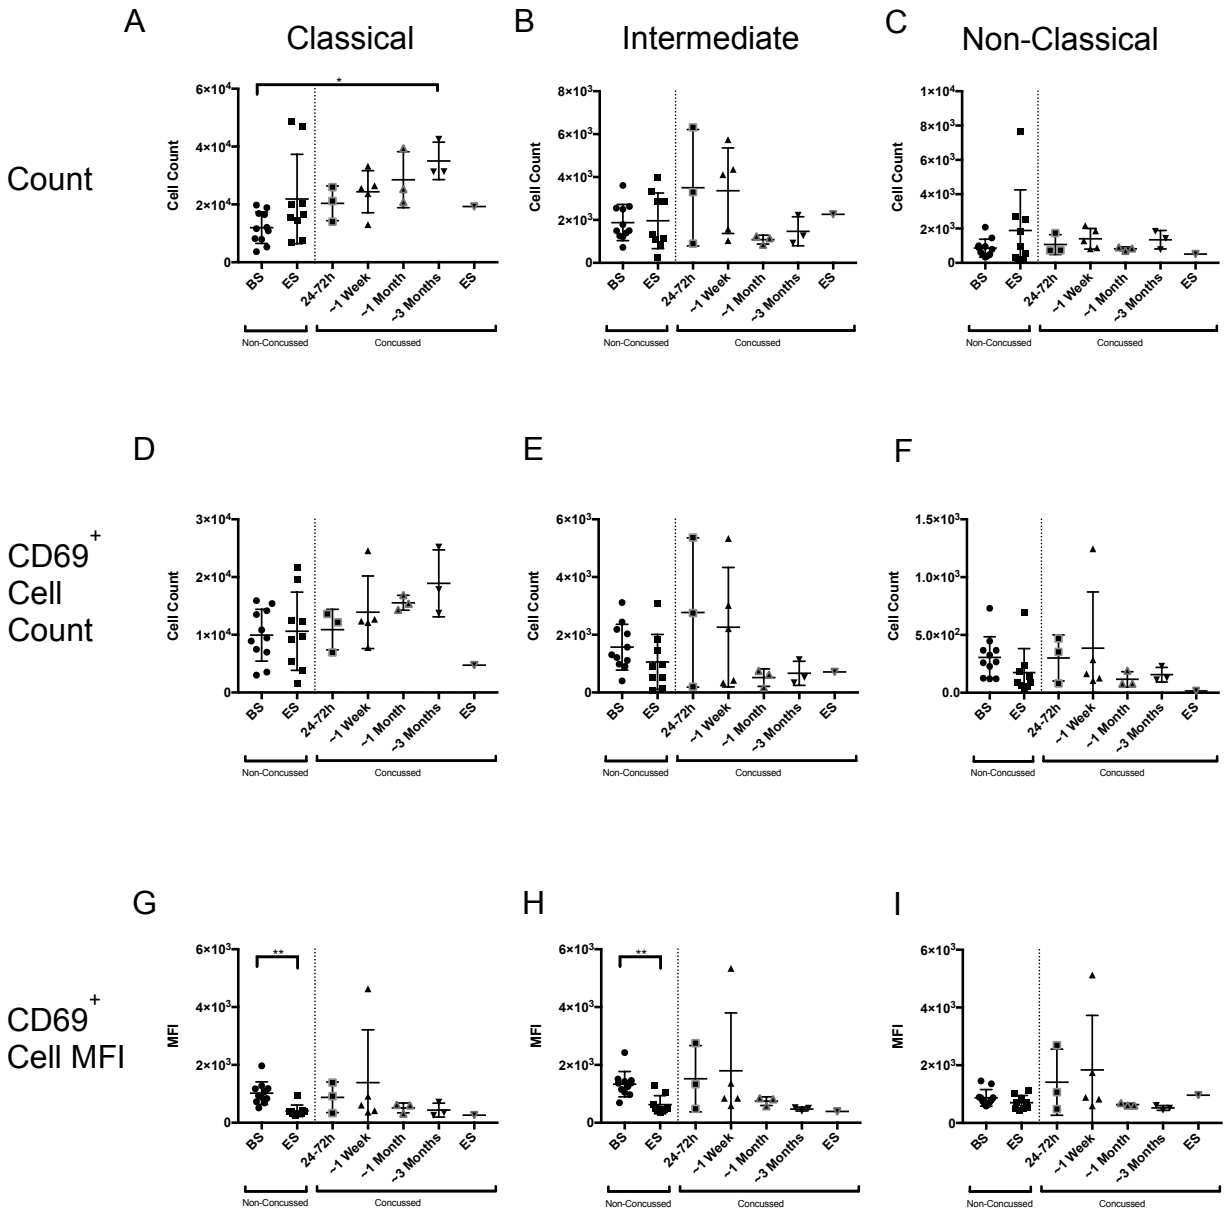 A
Classical
B
Intermediate
C
Non-Classical
Count
Cell Count
6×10⁴
4×10⁴
2×10⁴
0
*
BS
ES
24-72h
~1 Week
~1 Month
~3 Months
ES
Non-Concussed
Concussed
Cell Count
8×10³
6×10³
4×10³
2×10³
0
BS
ES
24-72h
~1 Week
~1 Month
~3 Months
ES
Non-Concussed
Concussed
Cell Count
1×10⁴
8×10³
6×10³
4×10³
2×10³
0
BS
ES
24-72h
~1 Week
~1 Month
~3 Months
ES
Non-Concussed
Concussed
D
E
F
CD69⁺
Cell
Count
Cell Count
3×10⁴
2×10⁴
1×10⁴
0
BS
ES
24-72h
~1 Week
~1 Month
~3 Months
ES
Non-Concussed
Concussed
Cell Count
6×10³
4×10³
2×10³
0
BS
ES
24-72h
~1 Week
~1 Month
~3 Months
ES
Non-Concussed
Concussed
Cell Count
1.5×10³
1.0×10³
5.0×10²
0.0
BS
ES
24-72h
~1 Week
~1 Month
~3 Months
ES
Non-Concussed
Concussed
G
H
I
CD69⁺
Cell MFI
MFI
6×10³
4×10³
2×10³
0
**
BS
ES
24-72h
~1 Week
~1 Month
~3 Months
ES
Non-Concussed
Concussed
MFI
6×10³
4×10³
2×10³
0
**
BS
ES
24-72h
~1 Week
~1 Month
~3 Months
ES
Non-Concussed
Concussed
MFI
6×10³
4×10³
2×10³
0
BS
ES
24-72h
~1 Week
~1 Month
~3 Months
ES
Non-Concussed
Concussed